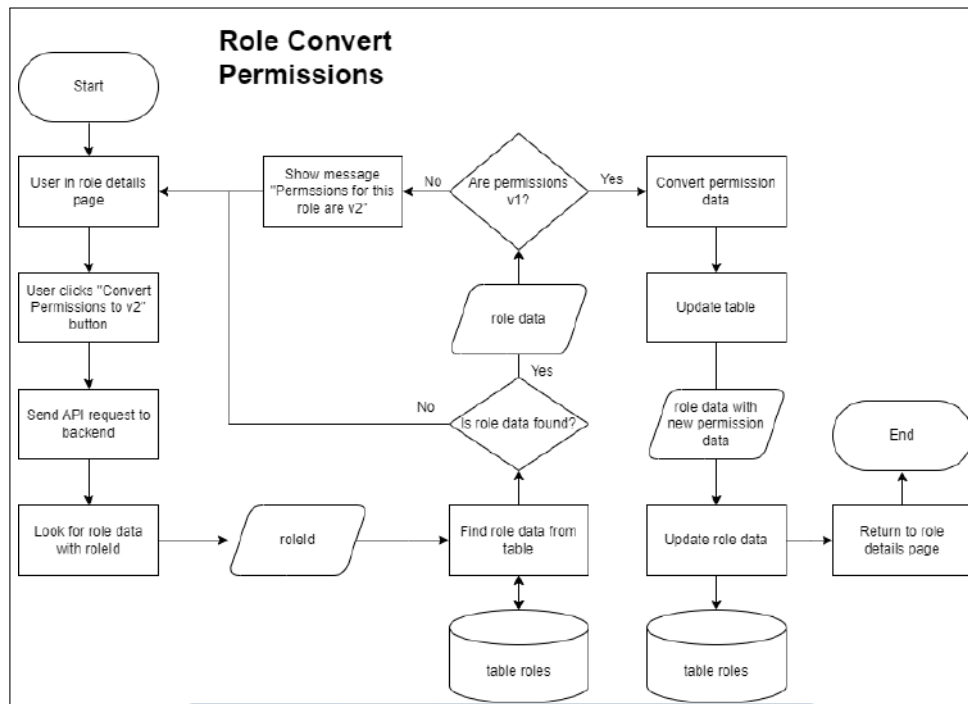 Role Convert
Permissions
Start
User in role details
page
User clicks "Convert
Permissions to v2"
button
Send API request to
backend
Look for role data
with roleId
roleId
Find role data from
table
table roles
Is role data found?
No
Yes
role data
Are permissions
v1?
No
Show message
"Permssions for this
role are v2"
Yes
Convert permission
data
Update table
role data with
new permission
data
Update role data
table roles
Return to role
details page
End